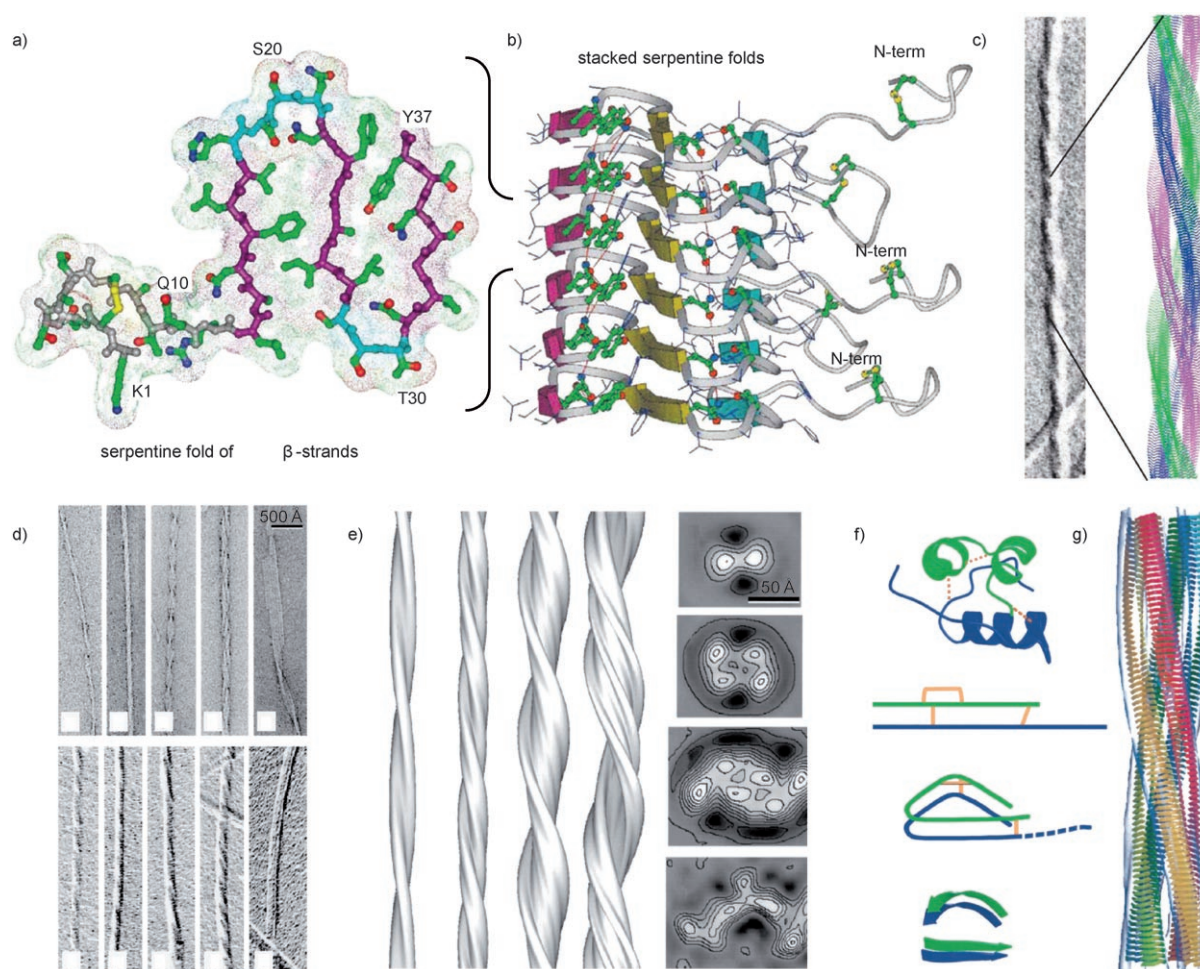 a)
S20
Y37
Q10
K1
T30
serpentine fold of β-strands
b)
stacked serpentine folds
N-term
N-term
N-term
c)
d)
500 Å
e)
50 Å
f)
g)